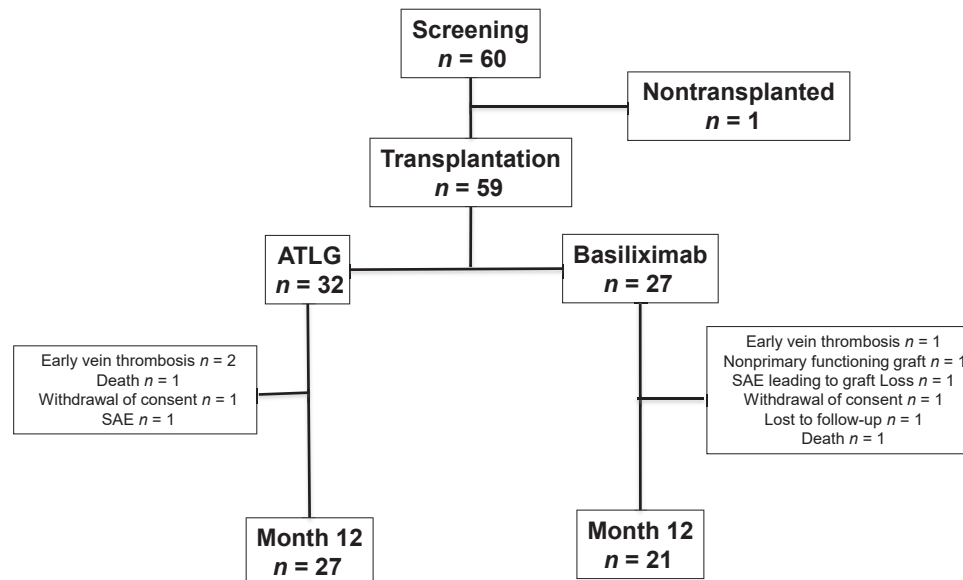 Screening
n = 60
Nontransplanted
n = 1
Transplantation
n = 59
ATLG
n = 32
Basiliximab
n = 27
Early vein thrombosis n = 2
Death n = 1
Withdrawal of consent n = 1
SAE n = 1
Early vein thrombosis n = 1
Nonprimary functioning graft n = 1
SAE leading to graft Loss n = 1
Withdrawal of consent n = 1
Lost to follow-up n = 1
Death n = 1
Month 12
n = 27
Month 12
n = 21